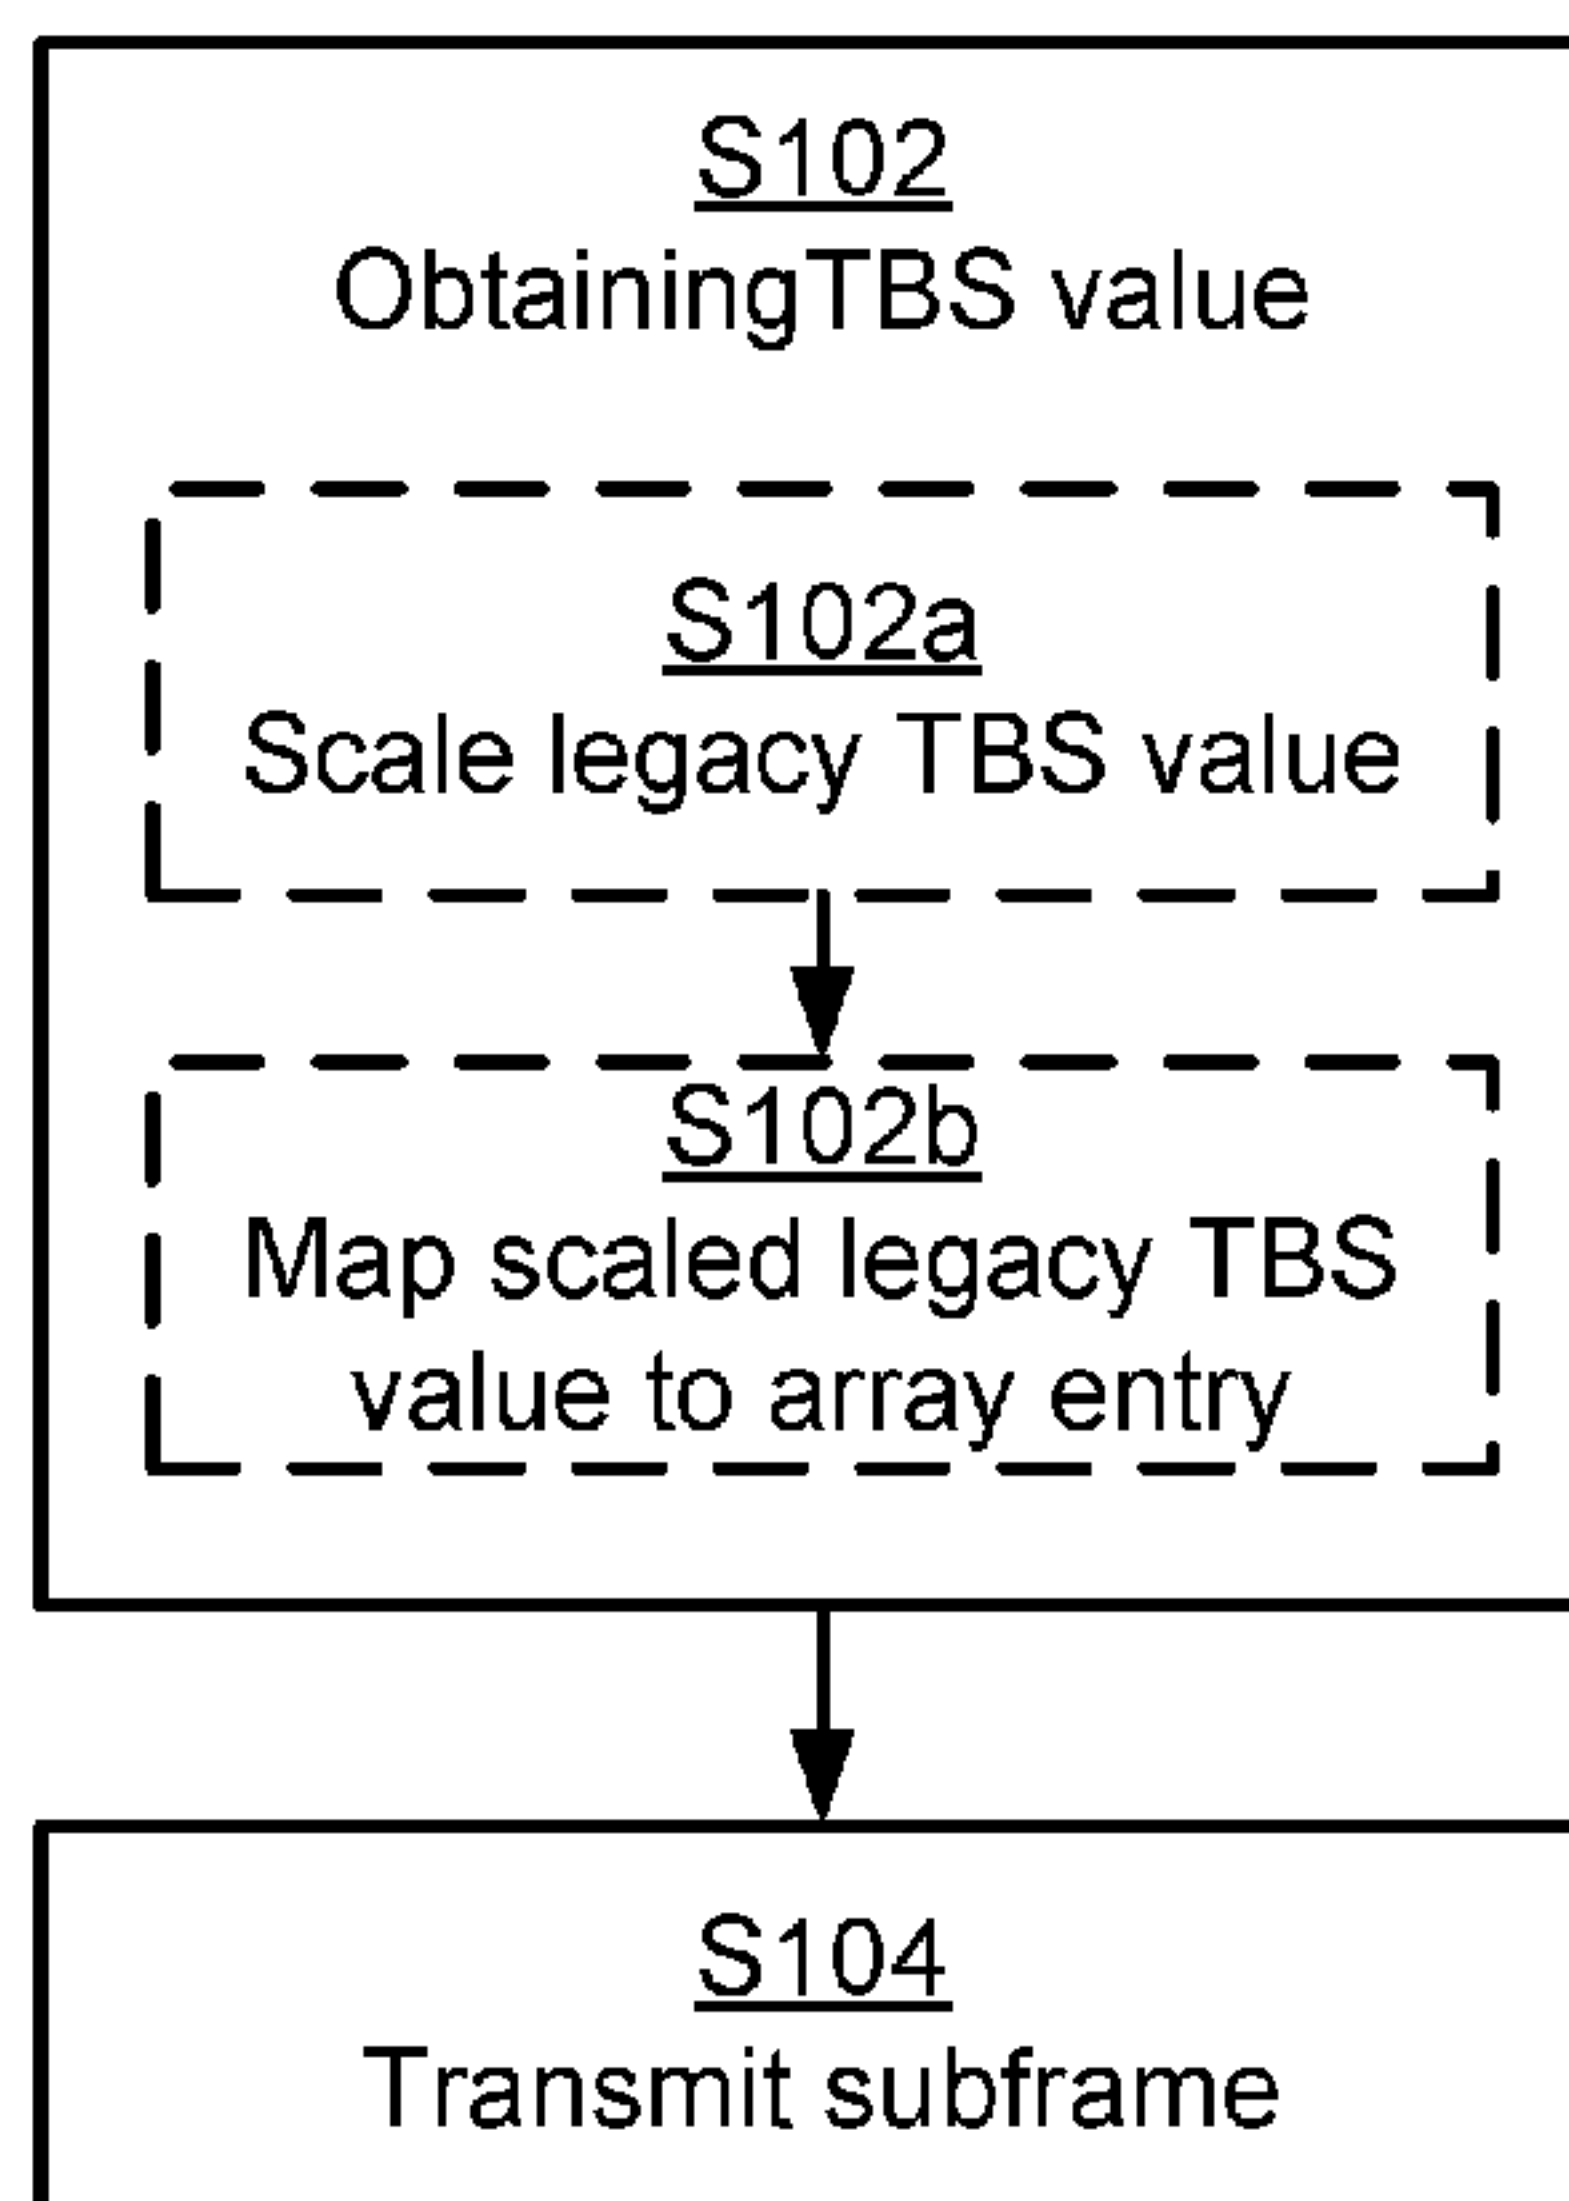 S102
ObtainingTBS value
S102a
Scale legacy TBS value
S102b
Map scaled legacy TBS
value to array entry
S104
Transmit subframe